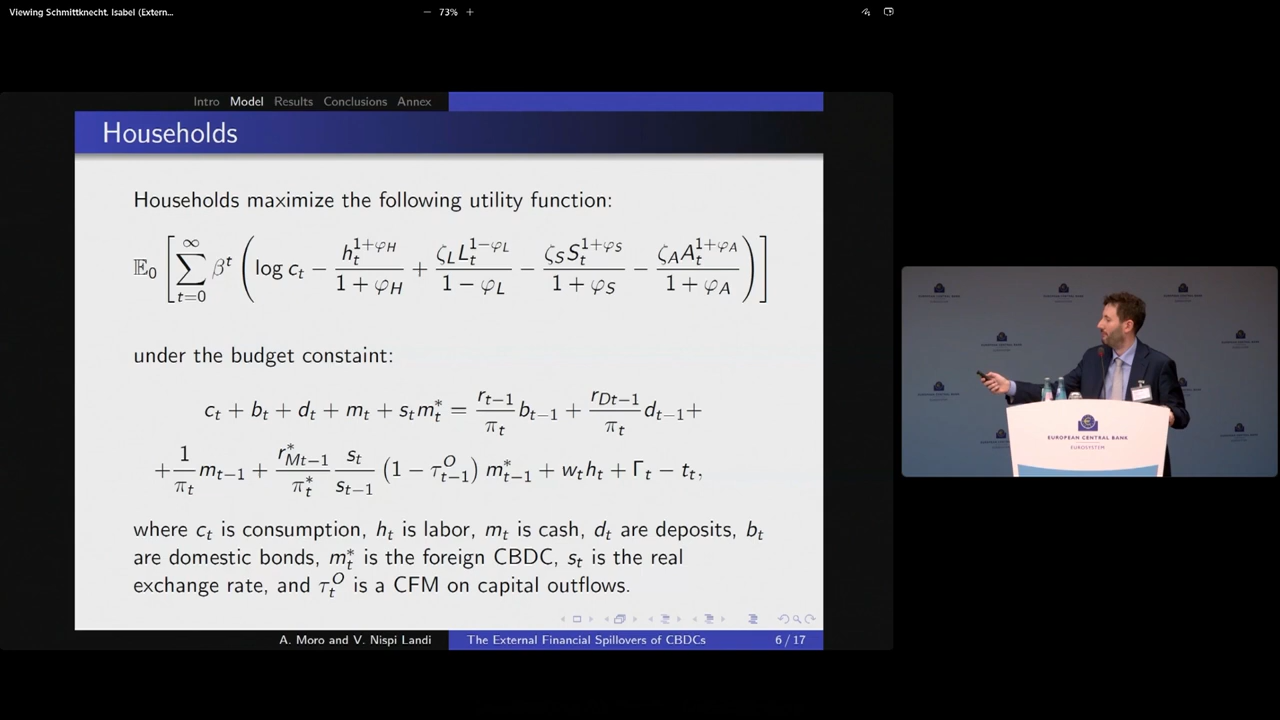 Viewing Schmittknecht. Isabel (Extern...
− 73% +
Intro Model Results Conclusions Annex
Households
Households maximize the following utility function:
𝔼₀ [ ∑_{t=0}^{∞} β^t ( log c_t − h_t^{1+φ_H} / (1 + φ_H) + ζ_L L_t^{1−φ_L} / (1 − φ_L) − ζ_S S_t^{1+φ_S} / (1 + φ_S) − ζ_A A_t^{1+φ_A} / (1 + φ_A) ) ]
under the budget constaint:
c_t + b_t + d_t + m_t + s_t m_t^* = (r_{t−1} / π_t) b_{t−1} + (r_{Dt−1} / π_t) d_{t−1} +
+ (1 / π_t) m_{t−1} + (r_{Mt−1}^* / π_t^*) (s_t / s_{t−1}) (1 − τ_{t−1}^O) m_{t−1}^* + w_t h_t + Γ_t − t_t,
where c_t is consumption, h_t is labor, m_t is cash, d_t are deposits, b_t
are domestic bonds, m_t^* is the foreign CBDC, s_t is the real
exchange rate, and τ_t^O is a CFM on capital outflows.
A. Moro and V. Nispi Landi The External Financial Spillovers of CBDCs 6 / 17
EUROPEAN CENTRAL BANK
EUROSYSTEM